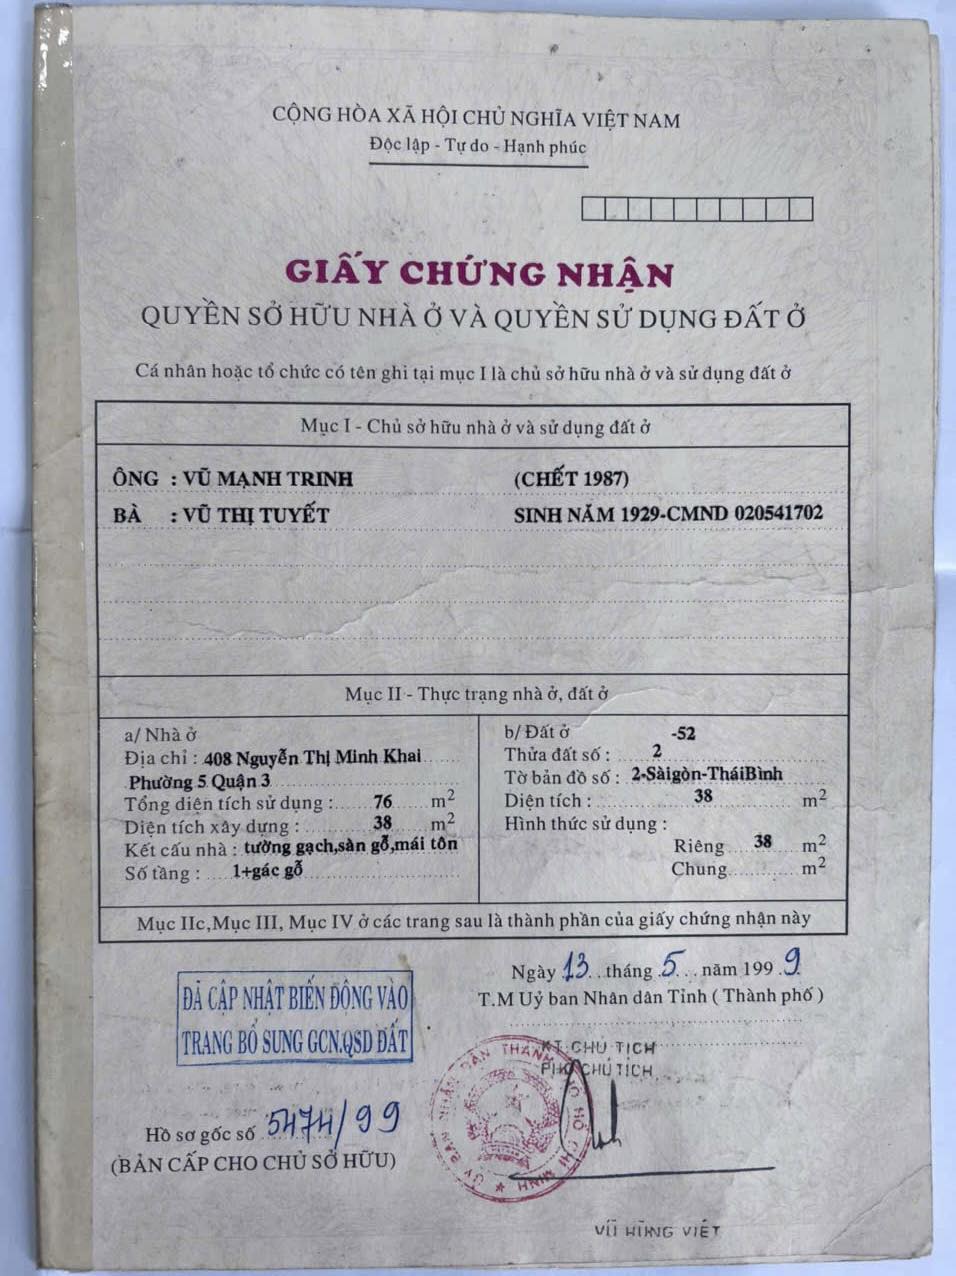 CỘNG HÒA XÃ HỘI CHỦ NGHĨA VIỆT NAM
Độc lập - Tự do - Hạnh phúc
GIẤY CHỨNG NHẬN
QUYỀN SỞ HỮU NHÀ Ở VÀ QUYỀN SỬ DỤNG ĐẤT Ở
Cá nhân hoặc tổ chức có tên ghi tại mục I là chủ sở hữu nhà ở và sử dụng đất ở
Mục I - Chủ sở hữu nhà ở và sử dụng đất ở
ÔNG : VŨ MẠNH TRINH (CHẾT 1987)
BÀ : VŨ THỊ TUYẾT SINH NĂM 1929-CMND 020541702
Mục II - Thực trạng nhà ở, đất ở
a/ Nhà ở
Địa chỉ : 408 Nguyễn Thị Minh Khai
Phường 5 Quận 3
Tổng diện tích sử dụng : 76 m²
Diện tích xây dựng : 38 m²
Kết cấu nhà : tường gạch,sàn gỗ,mái tôn
Số tầng : 1+gác gỗ
b/ Đất ở -52
Thửa đất số : 2
Tờ bản đồ số : 2-Sàigòn-TháiBình
Diện tích : 38 m²
Hình thức sử dụng :
Riêng 38 m²
Chung m²
Mục IIc,Mục III, Mục IV ở các trang sau là thành phần của giấy chứng nhận này
Ngày 13 tháng 5 năm 1999
T.M Uỷ ban Nhân dân Tỉnh ( Thành phố )
KT CHỦ TỊCH
PHÓ CHỦ TỊCH
ỦY BAN NHÂN DÂN THÀNH PHỐ HỒ CHÍ MINH
ĐÃ CẬP NHẬT BIẾN ĐỘNG VÀO
TRANG BỔ SUNG GCN.QSD ĐẤT
Hồ sơ gốc số 5474/99
(BẢN CẤP CHO CHỦ SỞ HỮU)
VŨ HÙNG VIỆT